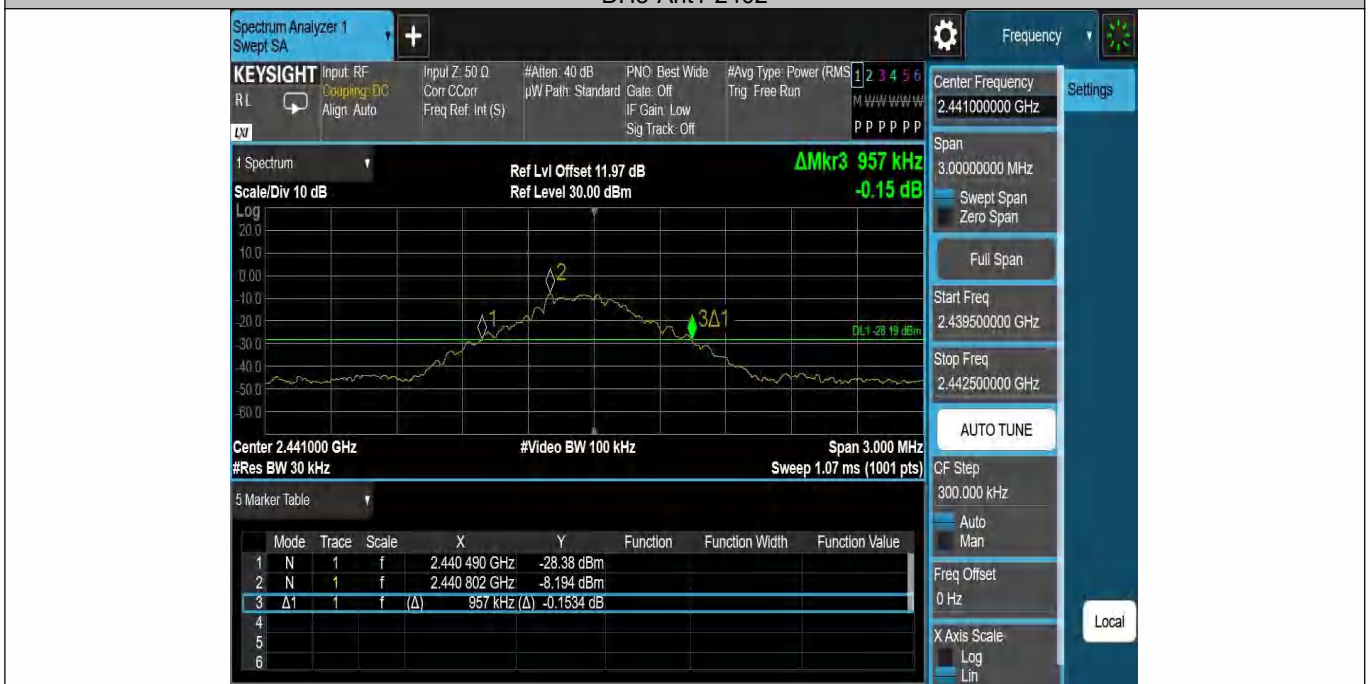 Spectrum Analyzer 1
Swept SA
+
Frequency
KEYSIGHT
RL
LXI
Input: RF
Coupling: DC
Align: Auto
Input Z: 50 Ω
Corr CCorr
Freq Ref: Int (S)
#Atten: 40 dB
µW Path: Standard
PNO: Best Wide
Gate: Off
IF Gain: Low
Sig Track: Off
#Avg Type: Power (RMS
Trig: Free Run
1 2 3 4 5 6
M W W W W W
P P P P P P
1 Spectrum
Scale/Div 10 dB
Ref Lvl Offset 11.97 dB
Ref Level 30.00 dBm
ΔMkr3 957 kHz
-0.15 dB
Log
20.0
10.0
0.00
-10.0
-20.0
-30.0
-40.0
-50.0
-60.0
1
2
3Δ1
DL1 -28.19 dBm
Center 2.441000 GHz
#Res BW 30 kHz
#Video BW 100 kHz
Span 3.000 MHz
Sweep 1.07 ms (1001 pts)
5 Marker Table
Mode Trace Scale X Y Function Function Width Function Value
1 N 1 f 2.440 490 GHz -28.38 dBm
2 N 1 f 2.440 802 GHz -8.194 dBm
3 Δ1 1 f (Δ) 957 kHz (Δ) -0.1534 dB
4
5
6
Center Frequency
2.441000000 GHz
Settings
Span
3.00000000 MHz
Swept Span
Zero Span
Full Span
Start Freq
2.439500000 GHz
Stop Freq
2.442500000 GHz
AUTO TUNE
CF Step
300.000 kHz
Auto
Man
Freq Offset
0 Hz
X Axis Scale
Log
Lin
Local